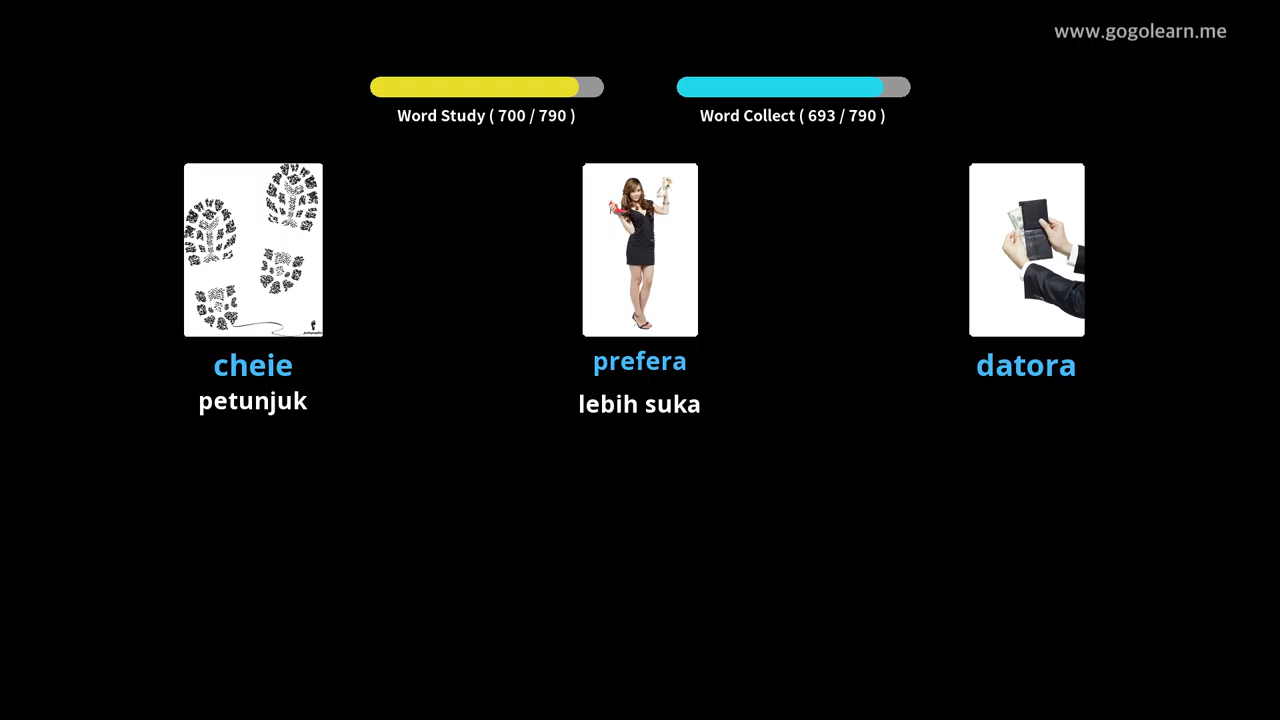 www.gogolearn.me
Word Study ( 700 / 790 )
Word Collect ( 693 / 790 )
cheie
prefera
datora
petunjuk
lebih suka